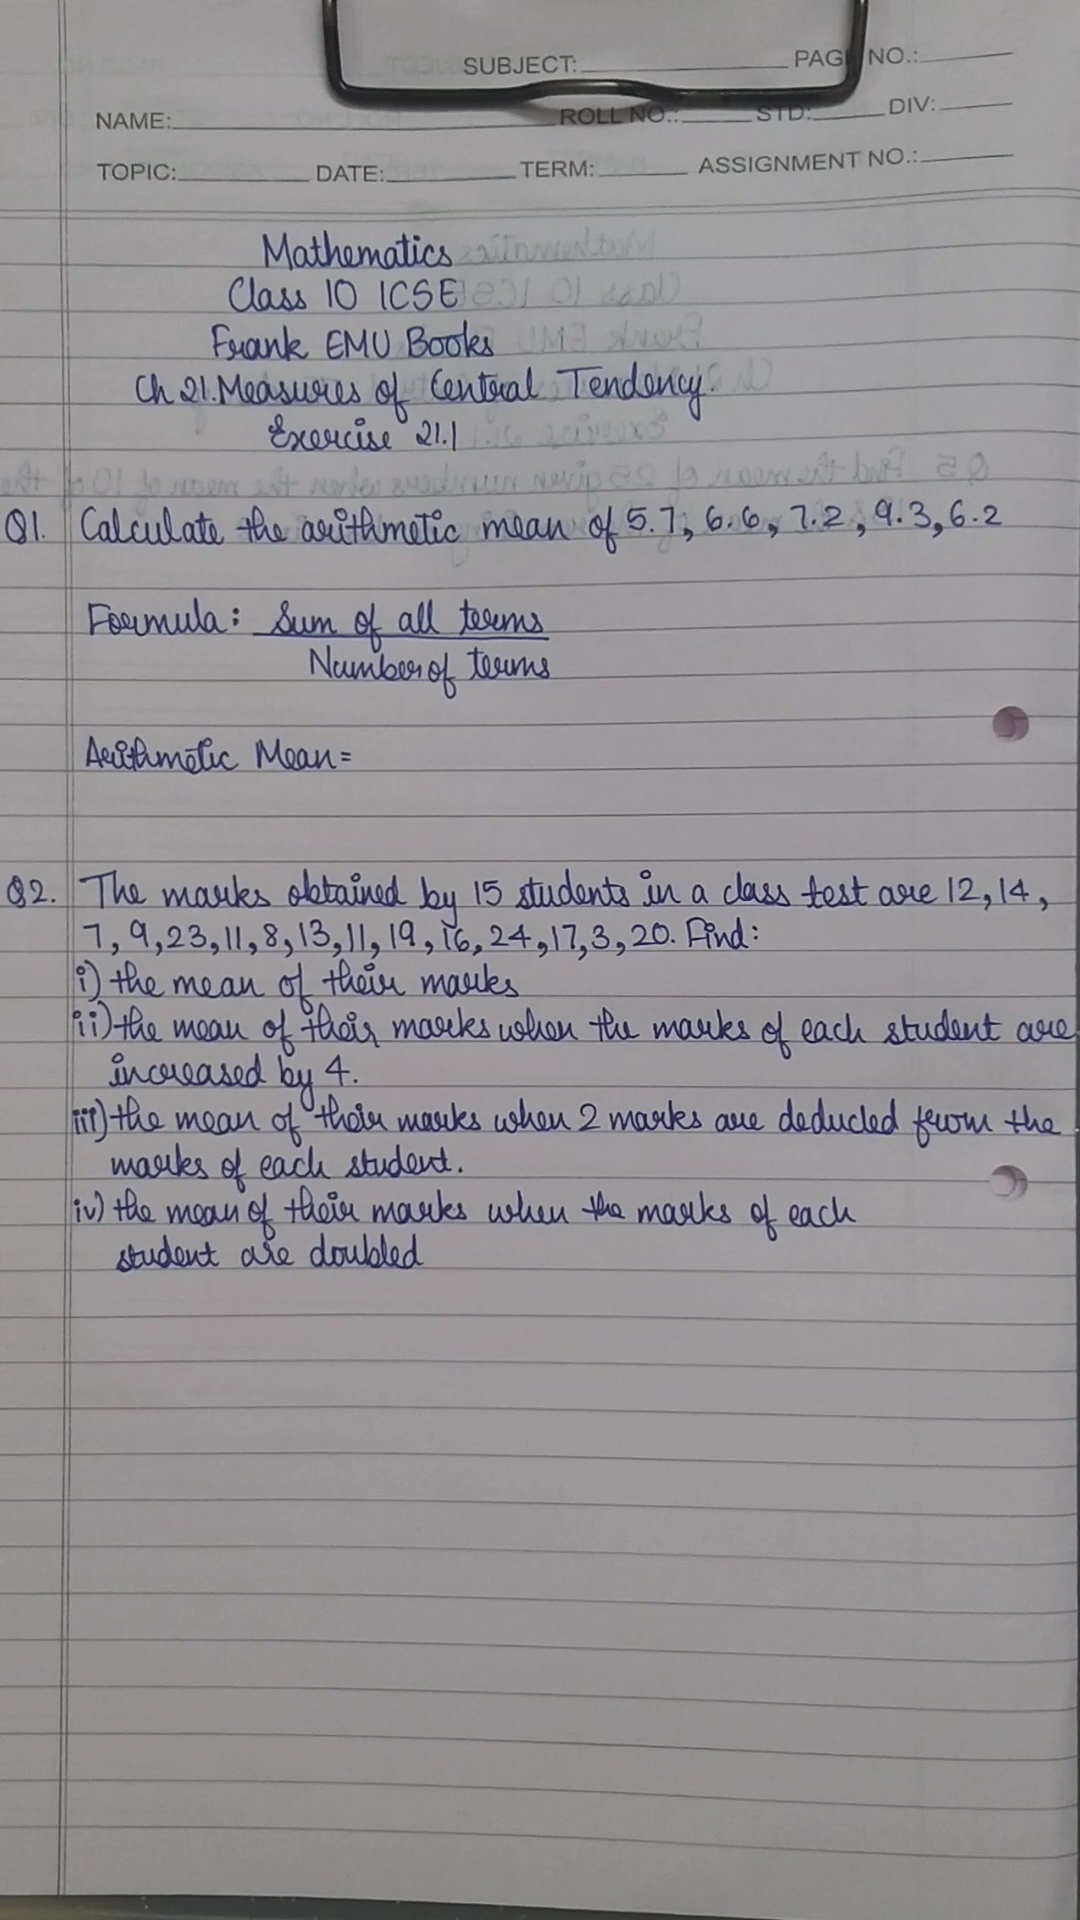 SUBJECT: PAGE NO.:
NAME: ROLL NO.: STD: DIV:
TOPIC: DATE: TERM: ASSIGNMENT NO.:
Mathematics
Class 10 ICSE
Frank EMU Books
Ch 21. Measures of Central Tendency
Exercise 21.1
Q1. Calculate the arithmetic mean of 5.7, 6.6, 7.2, 9.3, 6.2
Formula: Sum of all terms
Number of terms
Arithmetic Mean=
Q2. The marks obtained by 15 students in a class test are 12, 14,
7, 9, 23, 11, 8, 13, 11, 19, 16, 24, 17, 3, 20. Find:
i) the mean of their marks
ii) the mean of their marks when the marks of each student are
increased by 4.
iii) the mean of their marks when 2 marks are deducted from the
marks of each student.
iv) the mean of their marks when the marks of each
student are doubled